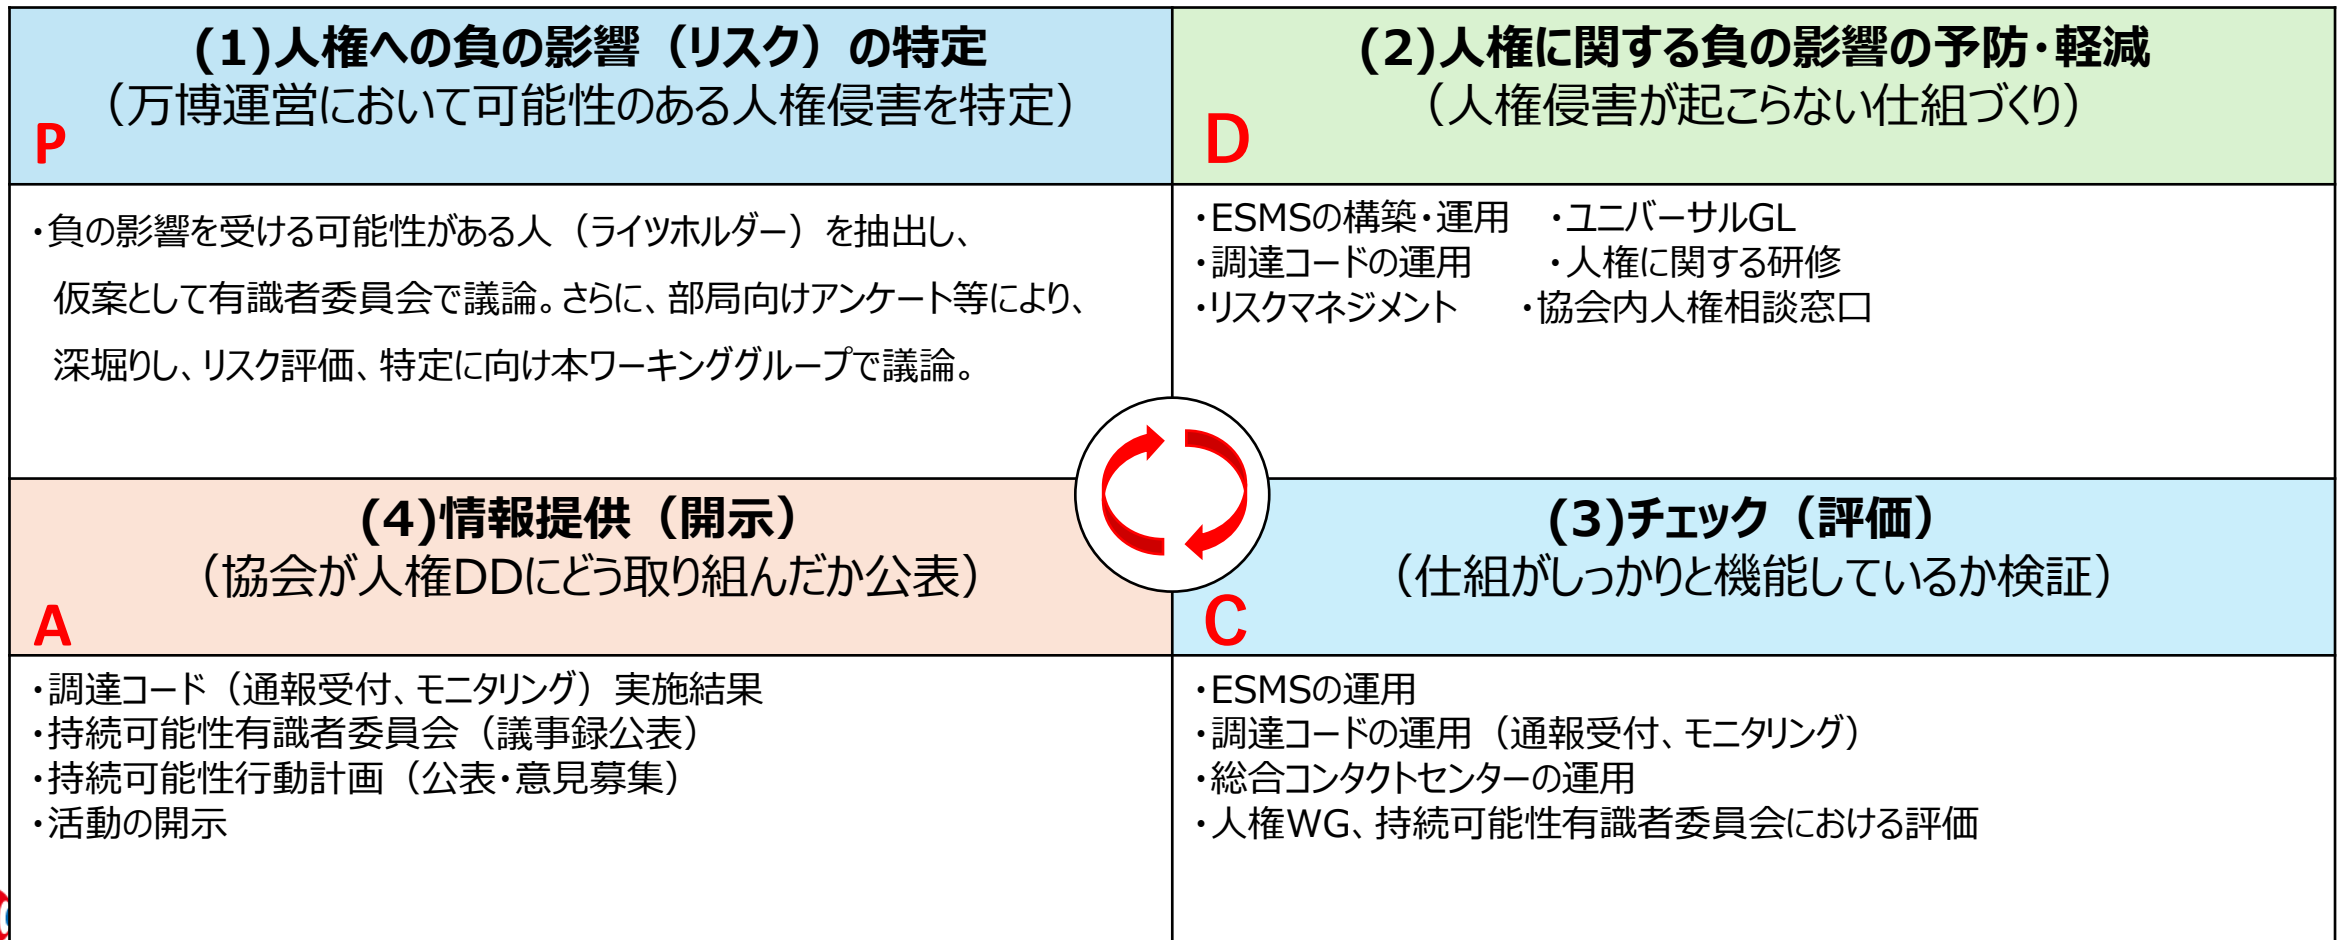 (1)人権への負の影響（リスク）の特定
（万博運営において可能性のある人権侵害を特定）
P
・負の影響を受ける可能性がある人（ライツホルダー）を抽出し、
仮案として有識者委員会で議論。さらに、部局向けアンケート等により、
深堀りし、リスク評価、特定に向け本ワーキンググループで議論。
(2)人権に関する負の影響の予防・軽減
（人権侵害が起こらない仕組づくり）
D
・ESMSの構築・運用　・ユニバーサルGL
・調達コードの運用　　・人権に関する研修
・リスクマネジメント　・協会内人権相談窓口
(3)チェック（評価）
（仕組がしっかりと機能しているか検証）
C
・ESMSの運用
・調達コードの運用（通報受付、モニタリング）
・総合コンタクトセンターの運用
・人権WG、持続可能性有識者委員会における評価
(4)情報提供（開示）
（協会が人権DDにどう取り組んだか公表）
A
・調達コード（通報受付、モニタリング）実施結果
・持続可能性有識者委員会（議事録公表）
・持続可能性行動計画（公表・意見募集）
・活動の開示